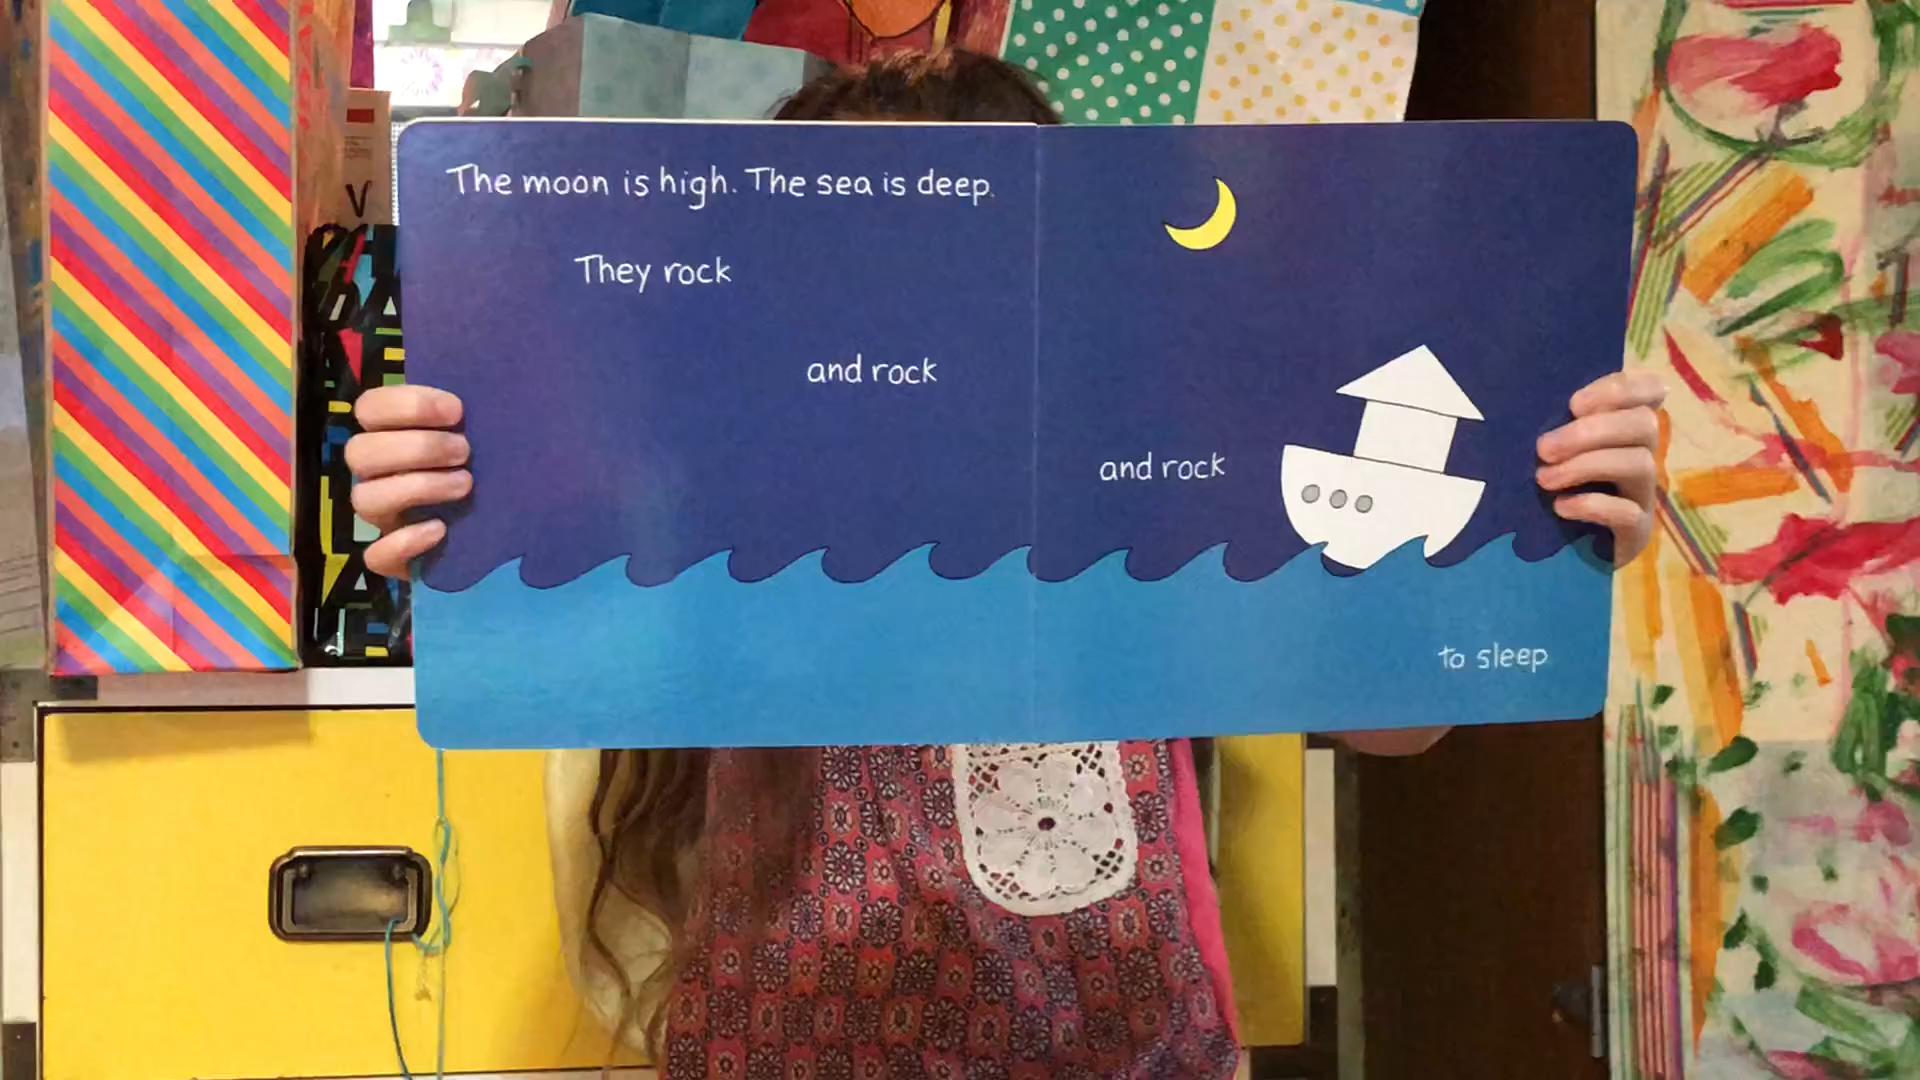 The moon is high. The sea is deep.
They rock
and rock
and rock
to sleep